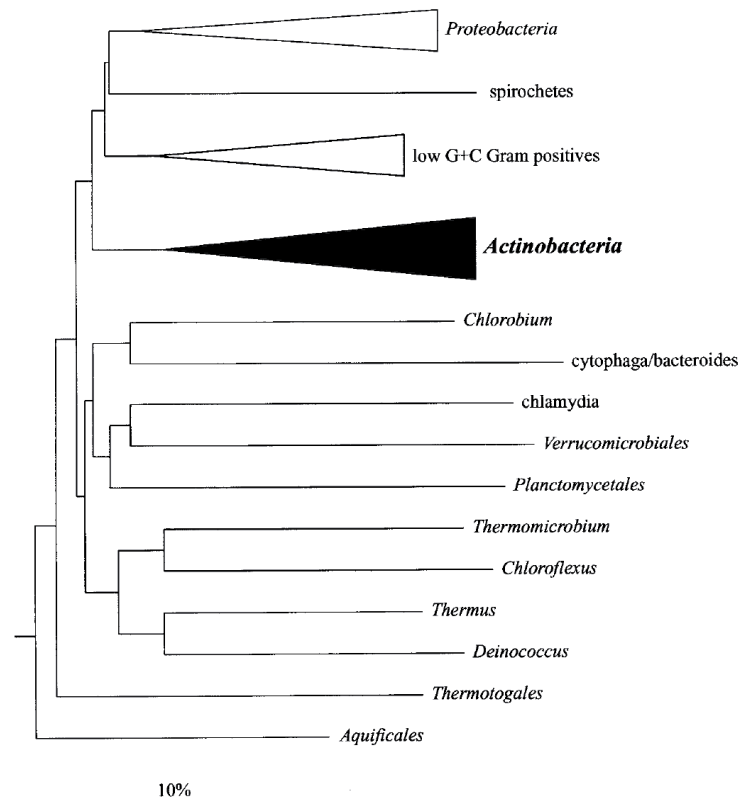 Proteobacteria
spirochetes
low G+C Gram positives
Actinobacteria
Chlorobium
cytophaga/bacteroides
chlamydia
Verrucomicrobiales
Planctomycetales
Thermomicrobium
Chloroflexus
Thermus
Deinococcus
Thermotogales
Aquificales
10%